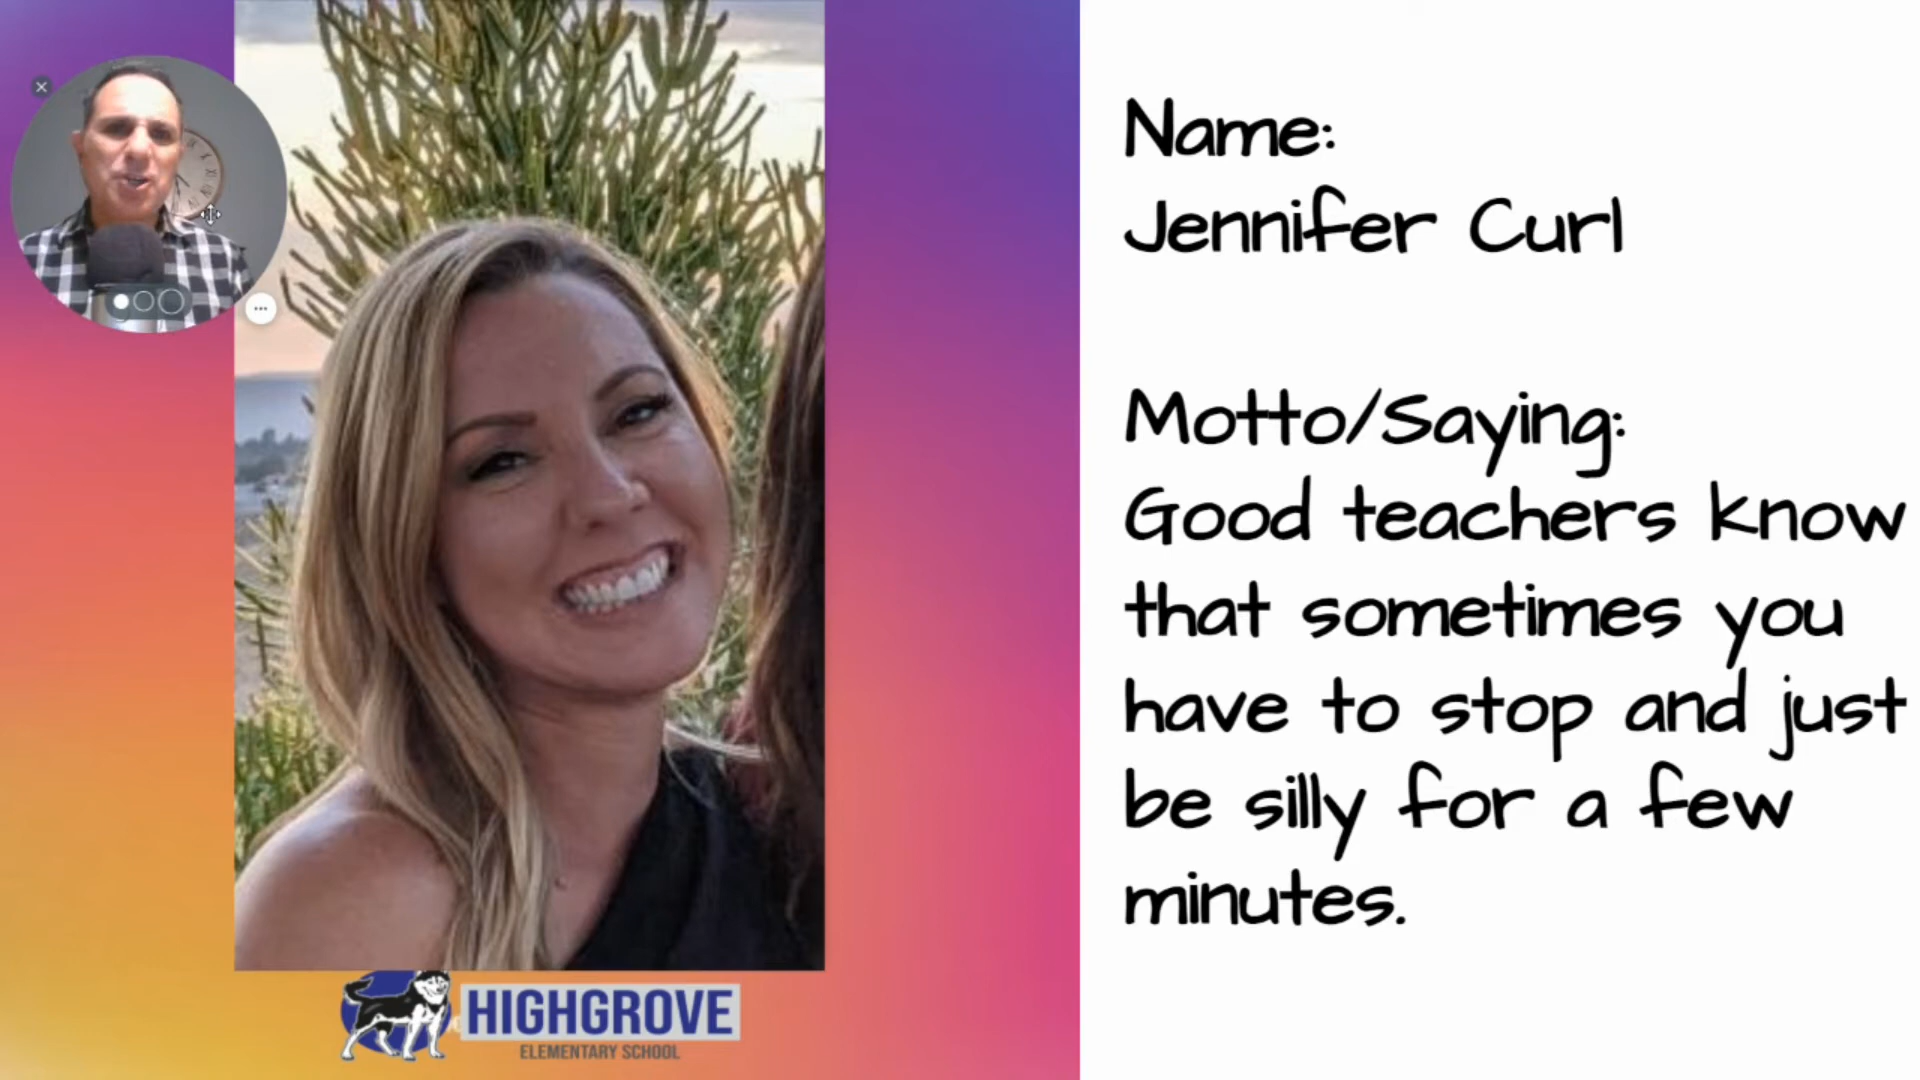 Name:
Jennifer Curl
Motto/Saying:
Good teachers know
that sometimes you
have to stop and just
be silly for a few
minutes.
HIGHGROVE
ELEMENTARY SCHOOL